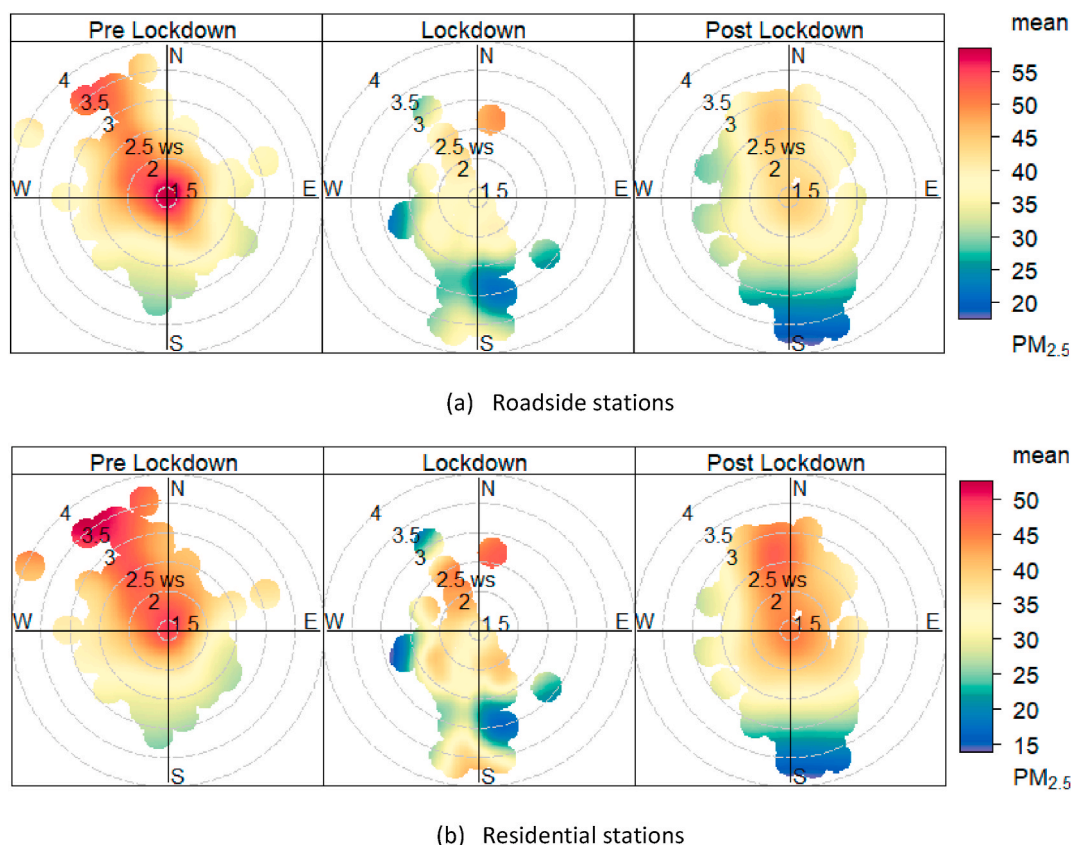 Pre Lockdown
Lockdown
Post Lockdown
mean
N
4
3.5
3
2.5 ws
2
1.5
W
E
S
N
4
3.5
3
2.5 ws
2
1.5
W
E
S
N
4
3.5
3
2.5 ws
2
1.5
W
E
S
55
50
45
40
35
30
25
20
PM2.5
(a) Roadside stations
Pre Lockdown
Lockdown
Post Lockdown
mean
N
4
3.5
3
2.5 ws
2
1.5
W
E
S
N
4
3.5
3
2.5 ws
2
1.5
W
E
S
N
4
3.5
3
2.5 ws
2
1.5
W
E
S
50
45
40
35
30
25
20
15
PM2.5
(b) Residential stations